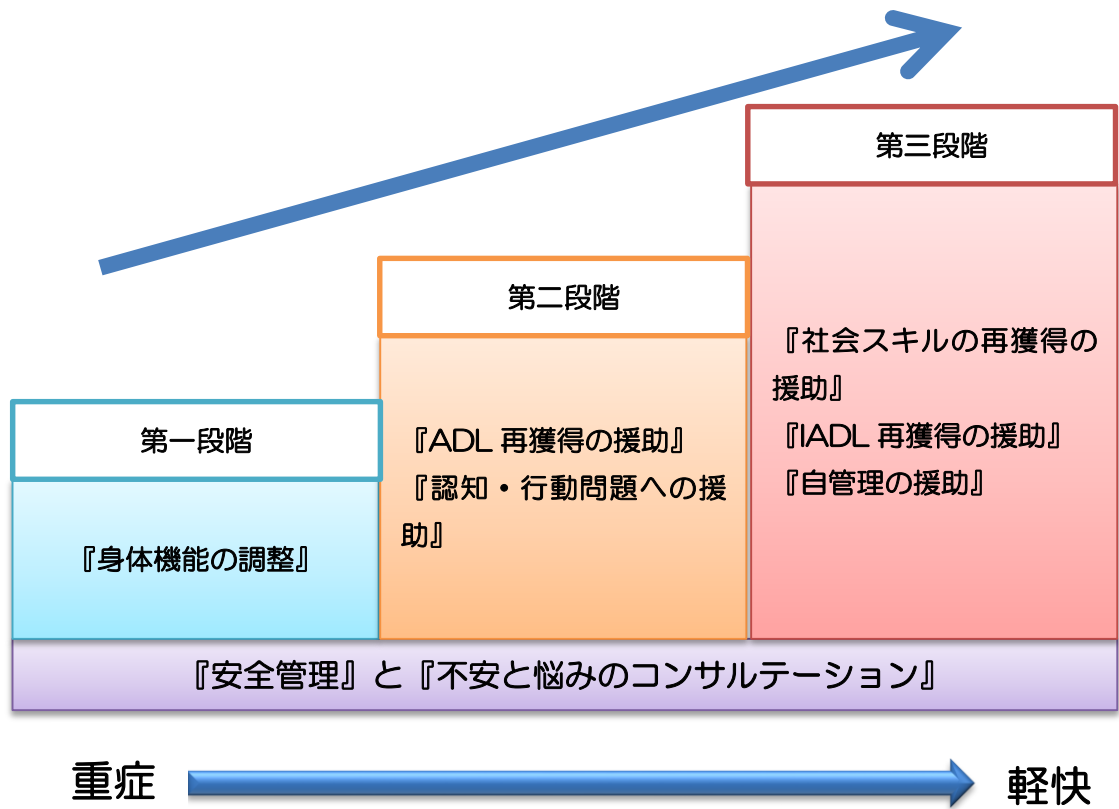 第三段階
第二段階
『社会スキルの再獲得の
援助』
『IADL 再獲得の援助』
『自管理の援助』
第一段階
『ADL 再獲得の援助』
『認知・行動問題への援
助』
『身体機能の調整』
『安全管理』と『不安と悩みのコンサルテーション』
重症
軽快